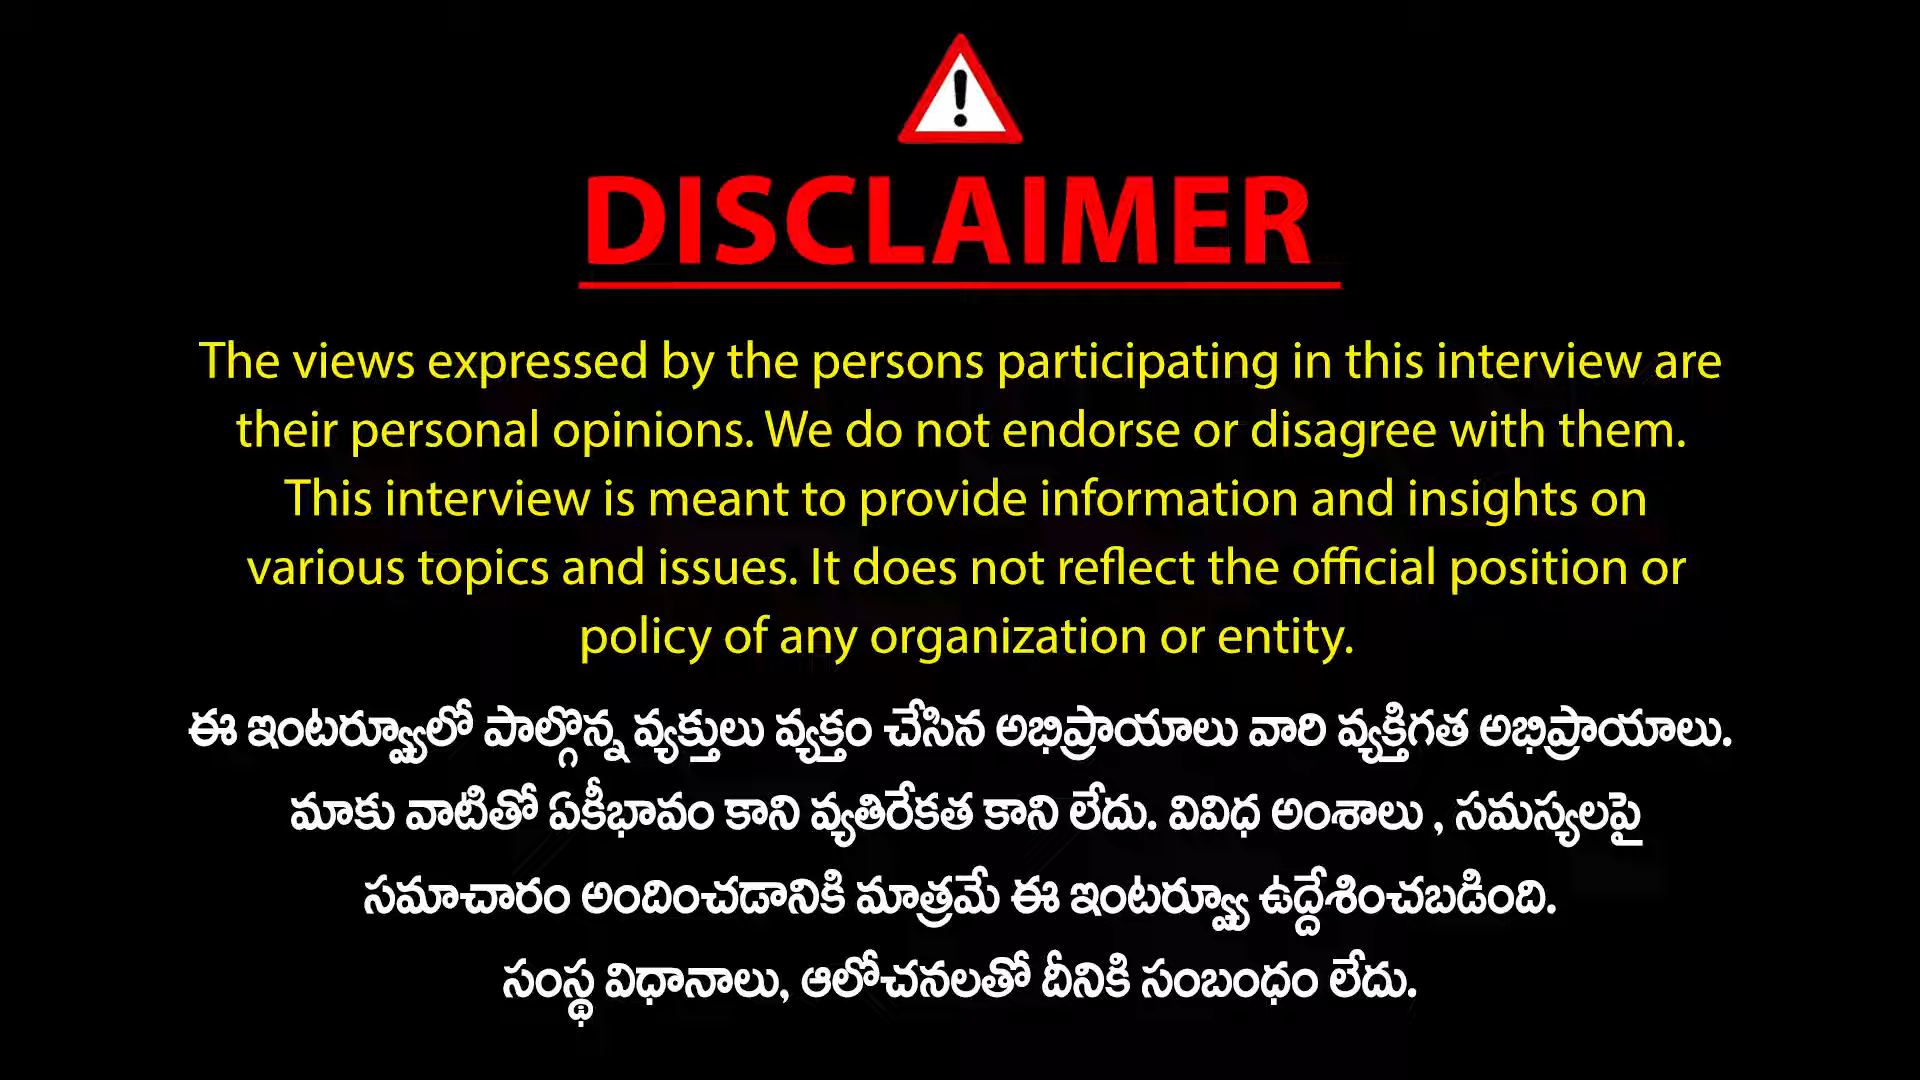 DISCLAIMER
The views expressed by the persons participating in this interview are
their personal opinions. We do not endorse or disagree with them.
This interview is meant to provide information and insights on
various topics and issues. It does not reflect the official position or
policy of any organization or entity.
ఈ ఇంటర్వ్యూలో పాల్గొన్న వ్యక్తులు వ్యక్తం చేసిన అభిప్రాయాలు వారి వ్యక్తిగత అభిప్రాయాలు.
మాకు వాటితో ఏకీభావం కాని వ్యతిరేకత కాని లేదు. వివిధ అంశాలు , సమస్యలపై
సమాచారం అందించడానికి మాత్రమే ఈ ఇంటర్వ్యూ ఉద్దేశించబడింది.
సంస్థ విధానాలు, ఆలోచనలతో దీనికి సంబంధం లేదు.